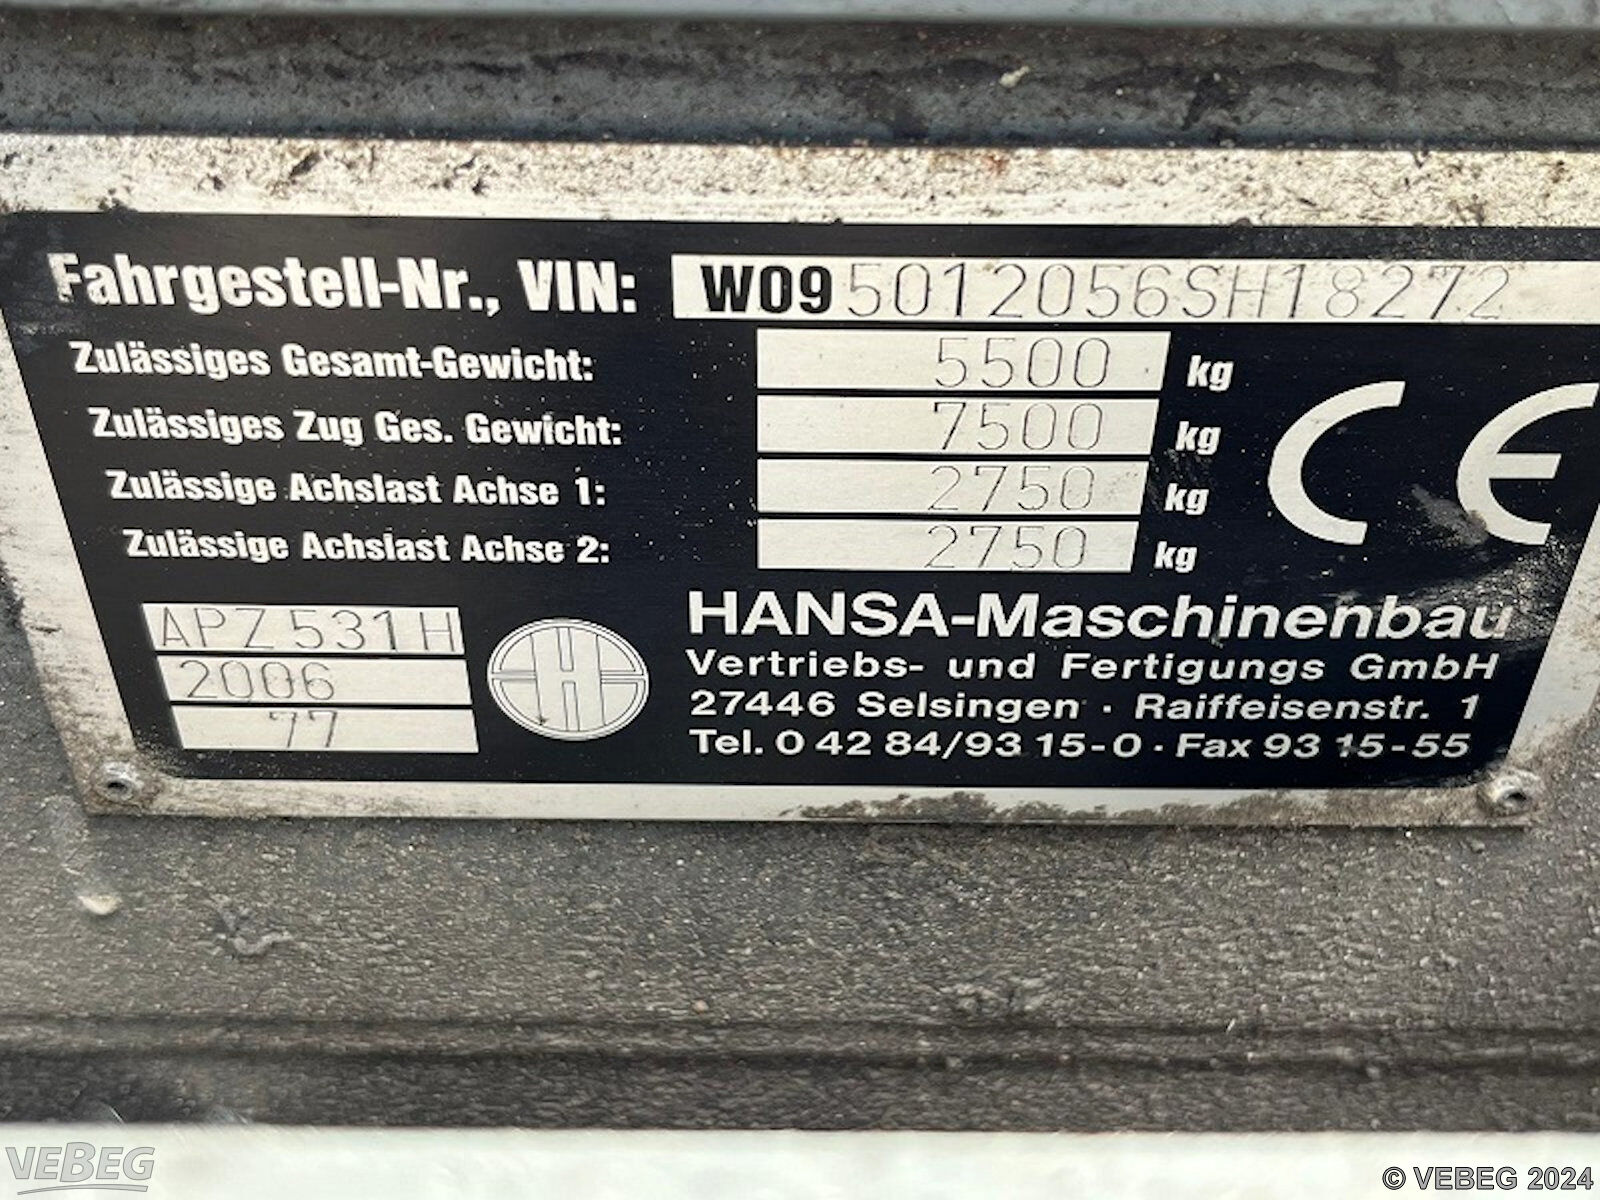 Fahrgestell-Nr., VIN: W095012056SH18272
Zulässiges Gesamt-Gewicht: 5500 kg
Zulässiges Zug Ges. Gewicht: 7500 kg
Zulässige Achslast Achse 1: 2750 kg
Zulässige Achslast Achse 2: 2750 kg
CE
APZ531H
2006
77
H
HANSA-Maschinenbau
Vertriebs- und Fertigungs GmbH
27446 Selsingen · Raiffeisenstr. 1
Tel. 0 42 84/93 15-0 · Fax 93 15-55
VEBEG
© VEBEG 2024